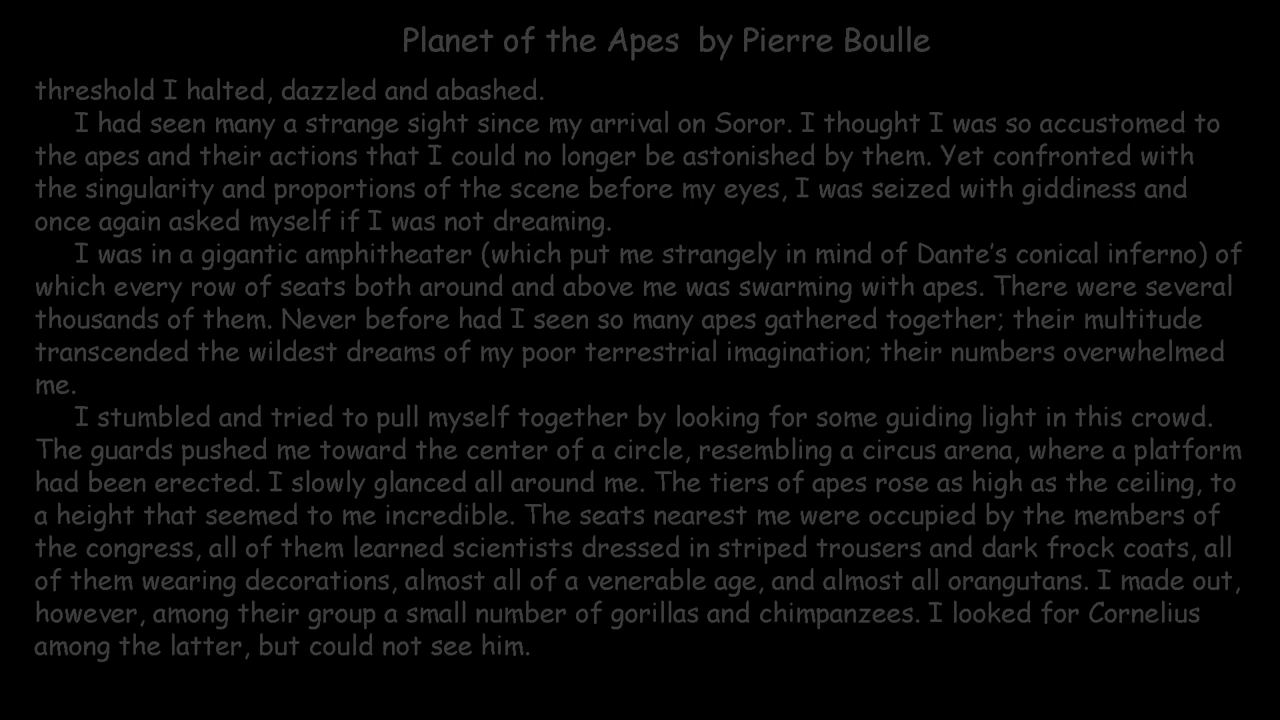 Planet of the Apes  by Pierre Boulle
threshold I halted, dazzled and abashed.
I had seen many a strange sight since my arrival on Soror. I thought I was so accustomed to
the apes and their actions that I could no longer be astonished by them. Yet confronted with
the singularity and proportions of the scene before my eyes, I was seized with giddiness and
once again asked myself if I was not dreaming.
I was in a gigantic amphitheater (which put me strangely in mind of Dante's conical inferno) of
which every row of seats both around and above me was swarming with apes. There were several
thousands of them. Never before had I seen so many apes gathered together; their multitude
transcended the wildest dreams of my poor terrestrial imagination; their numbers overwhelmed
me.
I stumbled and tried to pull myself together by looking for some guiding light in this crowd.
The guards pushed me toward the center of a circle, resembling a circus arena, where a platform
had been erected. I slowly glanced all around me. The tiers of apes rose as high as the ceiling, to
a height that seemed to me incredible. The seats nearest me were occupied by the members of
the congress, all of them learned scientists dressed in striped trousers and dark frock coats, all
of them wearing decorations, almost all of a venerable age, and almost all orangutans. I made out,
however, among their group a small number of gorillas and chimpanzees. I looked for Cornelius
among the latter, but could not see him.